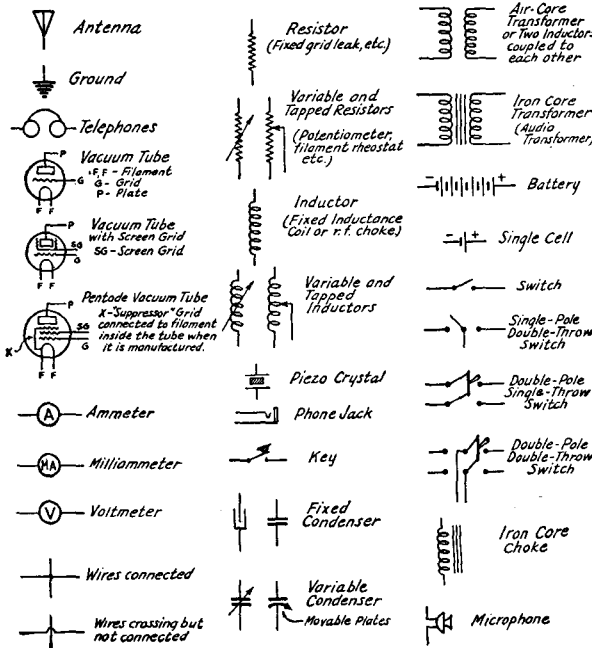 Antenna
Ground
Telephones
P
G
F F
Vacuum Tube
F,F - Filament
G - Grid
P - Plate
P
SG
G
F F
Vacuum Tube
with Screen Grid
SG - Screen Grid
P
SG
G
X
F F
Pentode Vacuum Tube
X-"Suppressor" Grid
connected to filament
inside the tube when
it is manufactured.
A
Ammeter
MA
Milliammeter
V
Voltmeter
Wires connected
Wires crossing but
not connected
Resistor
(Fixed grid leak, etc.)
Variable and
Tapped Resistors
(Potentiometer,
filament rheostat
etc.)
Inductor
(Fixed Inductance
Coil or r.f. choke)
Variable and
Tapped
Inductors
Piezo Crystal
Phone Jack
Key
Fixed
Condenser
Variable
Condenser
Movable Plates
Air-Core
Transformer
or Two Inductors
coupled to
each other
Iron Core
Transformer
(Audio
Transformer)
- +
Battery
- +
Single Cell
Switch
Single-Pole
Double-Throw
Switch
Double-Pole
Single-Throw
Switch
Double-Pole
Double-Throw
Switch
Iron Core
Choke
Microphone